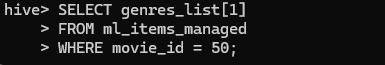 hive> SELECT genres_list[1]
    > FROM ml_items_managed
    > WHERE movie_id = 50;